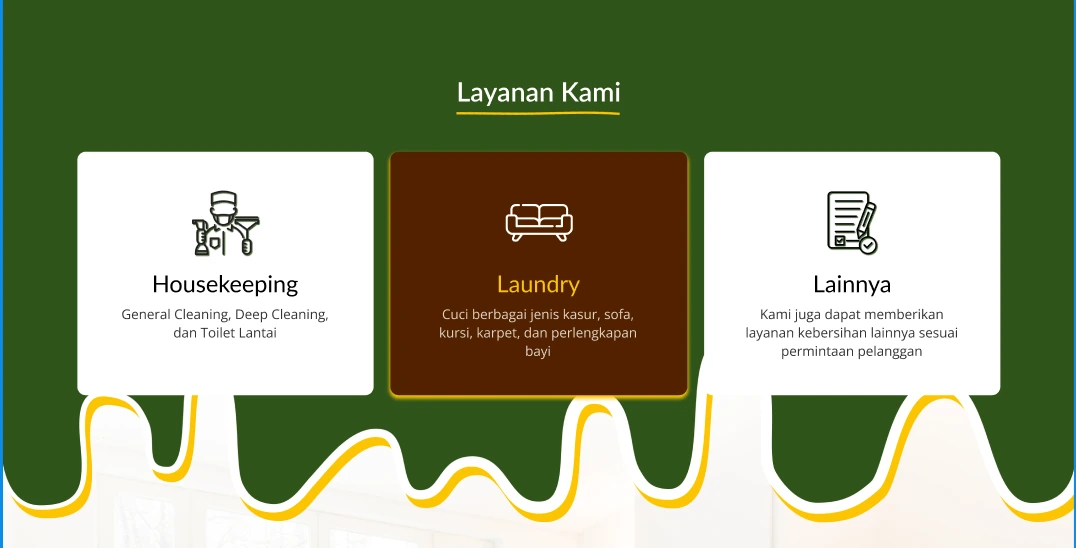 Layanan Kami
Housekeeping
General Cleaning, Deep Cleaning,
dan Toilet Lantai
Laundry
Cuci berbagai jenis kasur, sofa,
kursi, karpet, dan perlengkapan
bayi
Lainnya
Kami juga dapat memberikan
layanan kebersihan lainnya sesuai
permintaan pelanggan